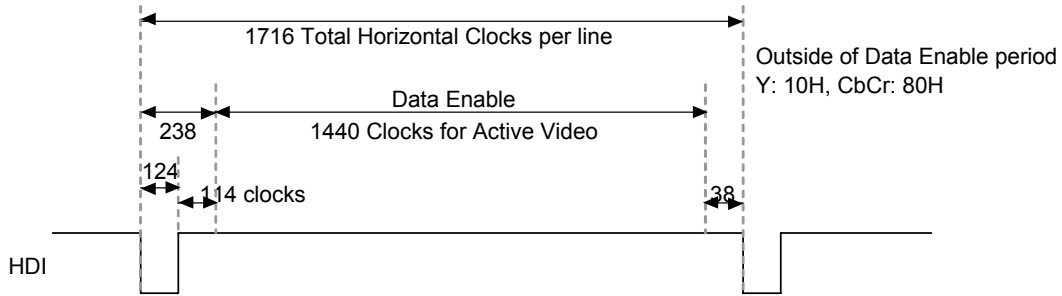 1716 Total Horizontal Clocks per line
Outside of Data Enable period
Y: 10H, CbCr: 80H
Data Enable
238
1440 Clocks for Active Video
124
114 clocks
38
HDI